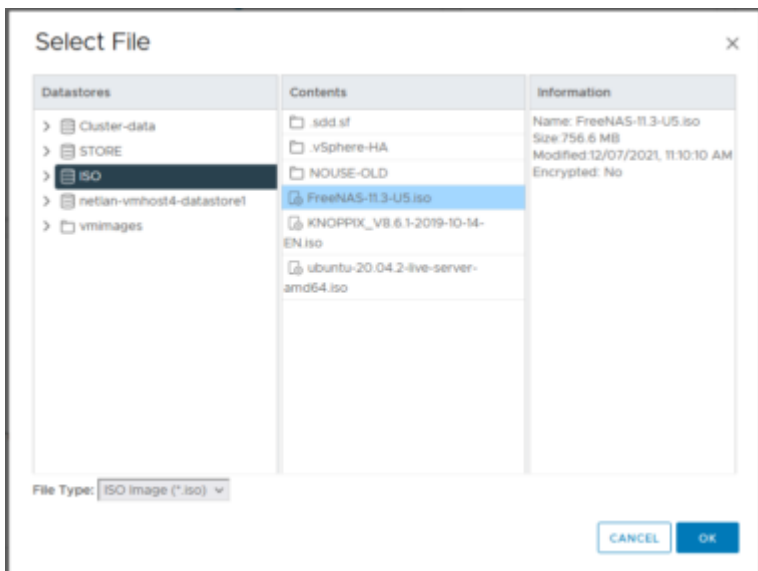 Select File
Datastores
Contents
Information
Cluster-data
STORE
ISO
netlan-vmhost4-datastore1
vmimages
.sdd.sf
.vSphere-HA
NOUSE-OLD
FreeNAS-11.3-U5.iso
KNOPPIX_V8.6.1-2019-10-14-
EN.iso
ubuntu-20.04.2-live-server-
amd64.iso
Name: FreeNAS-11.3-U5.iso
Size:756.6 MB
Modified:12/07/2021, 11:10:10 AM
Encrypted: No
File Type: ISO Image (*.iso)
CANCEL
OK